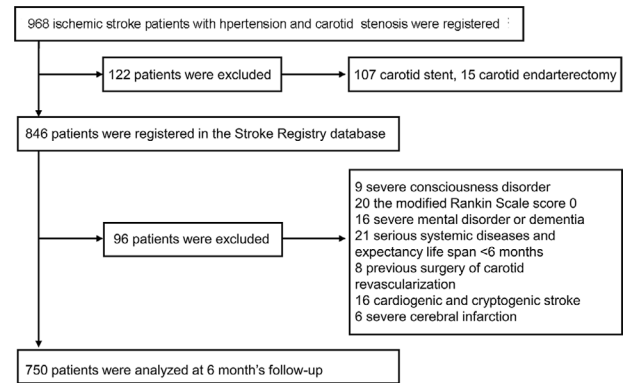 968 ischemic stroke patients with hpertension and carotid stenosis were registered :
122 patients were excluded
107 carotid stent, 15 carotid endarterectomy
846 patients were registered in the Stroke Registry database
96 patients were excluded
9 severe consciousness disorder
20 the modified Rankin Scale score 0
16 severe mental disorder or dementia
21 serious systemic diseases and
expectancy life span <6 months
8 previous surgery of carotid
revascularization
16 cardiogenic and cryptogenic stroke
6 severe cerebral infarction
750 patients were analyzed at 6 month's follow-up